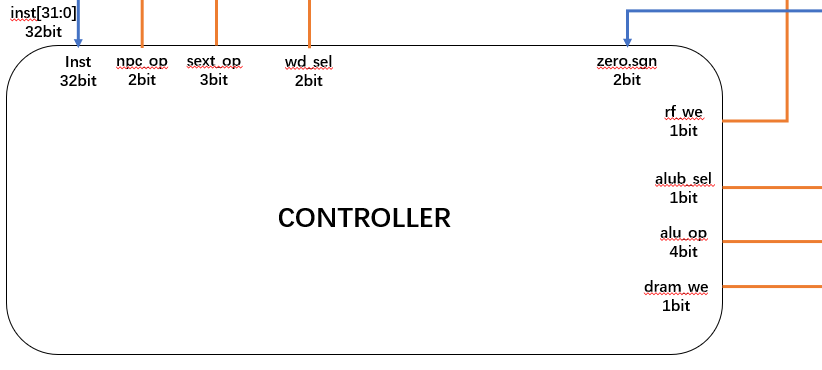 inst[31:0]
32bit
Inst
32bit
npc_op
2bit
sext_op
3bit
wd_sel
2bit
zero.sgn
2bit
rf_we
1bit
alub_sel
1bit
CONTROLLER
alu_op
4bit
dram_we
1bit